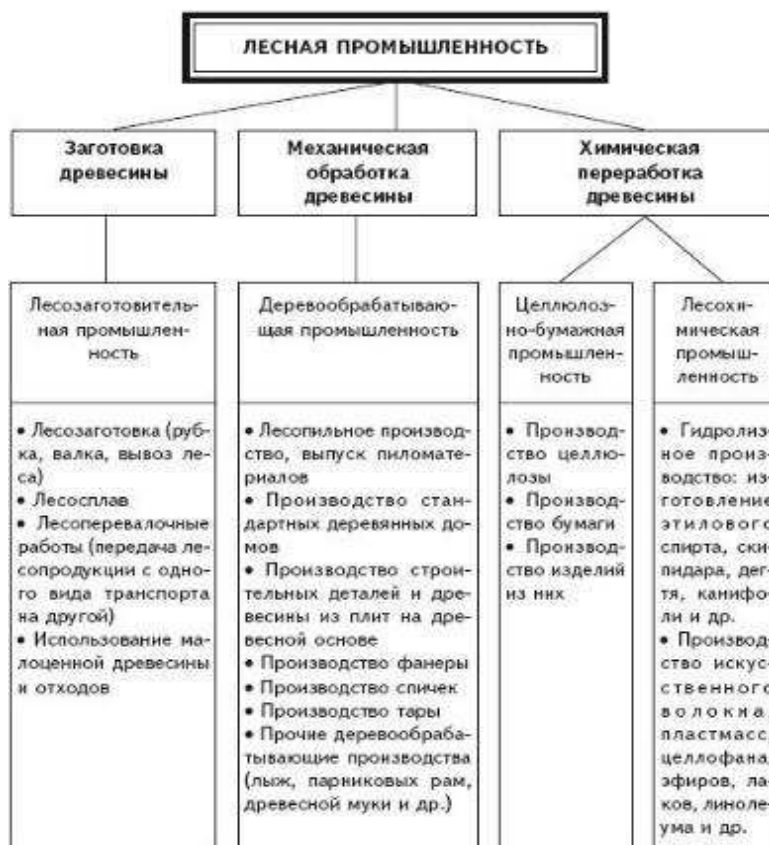 ЛЕСНАЯ ПРОМЫШЛЕННОСТЬ
Заготовка
древесины
Механическая
обработка
древесины
Химическая
переработка
древесины
Лесозаготовитель-
ная промышлен-
ность
• Лесозаготовка (руб-
ка, валка, вывоз ле-
са)
• Лесосплав
• Лесоперевалочные
работы (передача ле-
сопродукции с одно-
го вида транспорта
на другой)
• Использование ма-
лоценной древесины
и отходов
Деревообрабатываю-
щая промышленность
• Лесопильное производ-
ство, выпуск пиломате-
риалов
• Производство стан-
дартных деревянных до-
мов
• Производство строи-
тельных деталей и дре-
весины из плит на дре-
весной основе
• Производство фанеры
• Производство спичек
• Производство тары
• Прочие деревообраба-
тывающие производства
(лыж, парниковых рам,
древесной муки и др.)
Целлюлоз-
но-бумажная
промышлен-
ность
• Производ-
ство целлю-
лозы
• Производ-
ство бумаги
• Производ-
ство изделий
из них
Лесохи-
мическая
промыш-
ленность
• Гидролиз-
ное произ-
водство: из-
готовление
этилового
спирта, ски-
пидара, дег-
тя, канифо-
ли и др.
• Производ-
ство искус-
ственного
волокна,
пластмасс,
целлофана,
эфиров, ла-
ков, линоле-
ума и др.